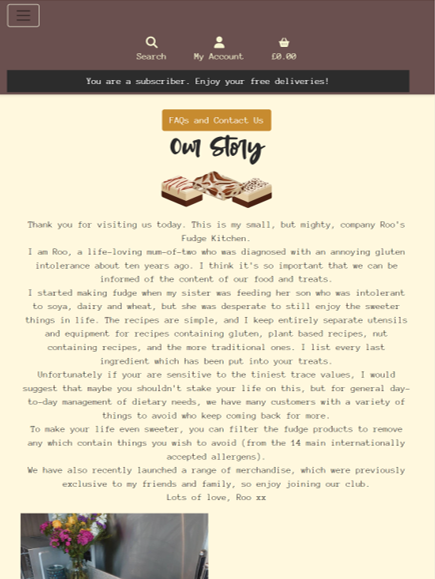 Search
My Account
£0.00
You are a subscriber. Enjoy your free deliveries!
FAQs and Contact Us
Our Story
Thank you for visiting us today. This is my small, but mighty, company Roo's
Fudge Kitchen.
I am Roo, a life-loving mum-of-two who was diagnosed with an annoying gluten
intolerance about ten years ago. I think it's so important that we can be
informed of the content of our food and treats.
I started making fudge when my sister was feeding her son who was intolerant
to soya, dairy and wheat, but she was desperate to still enjoy the sweeter
things in life. The recipes are simple, and I keep entirely separate utensils
and equipment for recipes containing gluten, plant based recipes, nut
containing recipes, and the more traditional ones. I list every last
ingredient which has been put into your treats.
Unfortunately if your are sensitive to the tiniest trace values, I would
suggest that maybe you shouldn't stake your life on this, but for general day-
to-day management of dietary needs, we have many customers with a variety of
things to avoid who keep coming back for more.
To make your life even sweeter, you can filter the fudge products to remove
any which contain things you wish to avoid (from the 14 main internationally
accepted allergens).
We have also recently launched a range of merchandise, which were previously
exclusive to my friends and family, so enjoy joining our club.
Lots of love, Roo xx